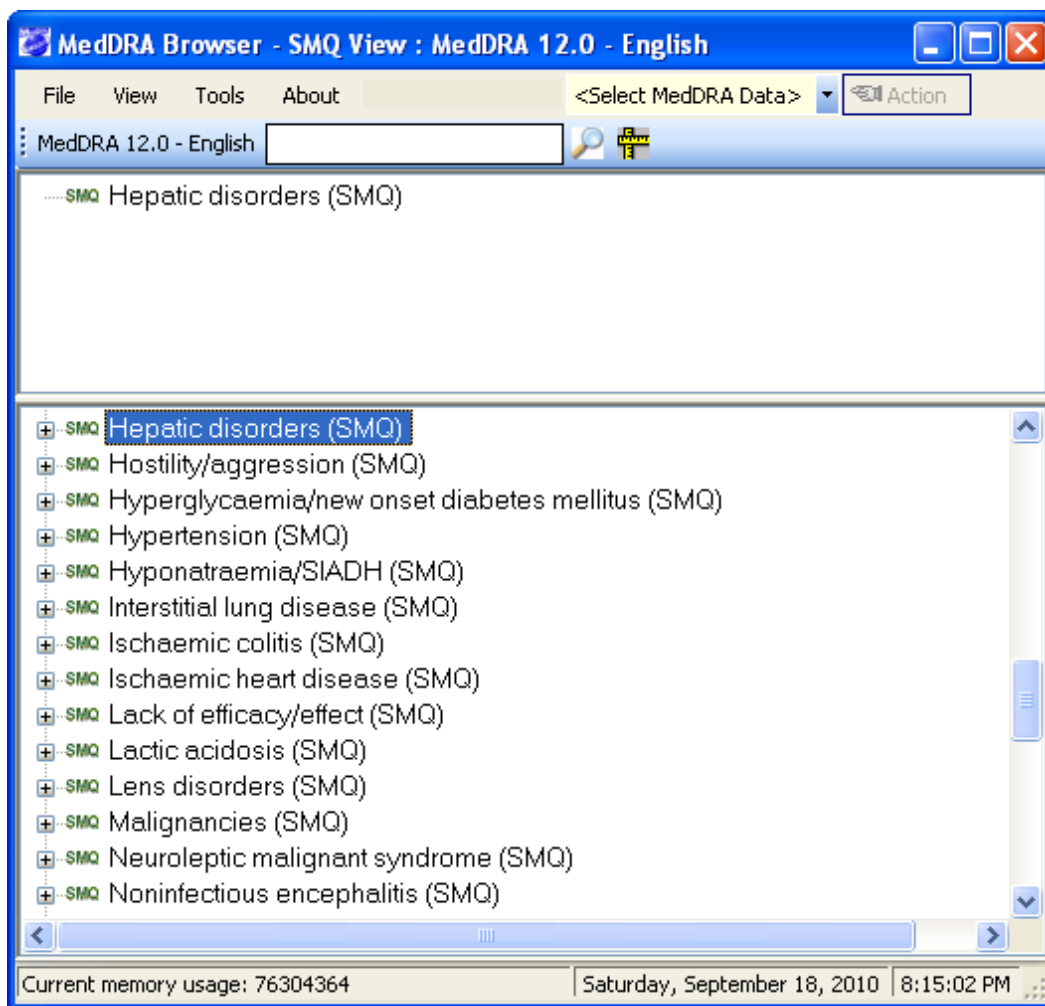 MedDRA Browser - SMQ View : MedDRA 12.0 - English
File View Tools About <Select MedDRA Data> Action
MedDRA 12.0 - English
SMQ Hepatic disorders (SMQ)
SMQ Hepatic disorders (SMQ)
SMQ Hostility/aggression (SMQ)
SMQ Hyperglycaemia/new onset diabetes mellitus (SMQ)
SMQ Hypertension (SMQ)
SMQ Hyponatraemia/SIADH (SMQ)
SMQ Interstitial lung disease (SMQ)
SMQ Ischaemic colitis (SMQ)
SMQ Ischaemic heart disease (SMQ)
SMQ Lack of efficacy/effect (SMQ)
SMQ Lactic acidosis (SMQ)
SMQ Lens disorders (SMQ)
SMQ Malignancies (SMQ)
SMQ Neuroleptic malignant syndrome (SMQ)
SMQ Noninfectious encephalitis (SMQ)
Current memory usage: 76304364 Saturday, September 18, 2010 8:15:02 PM